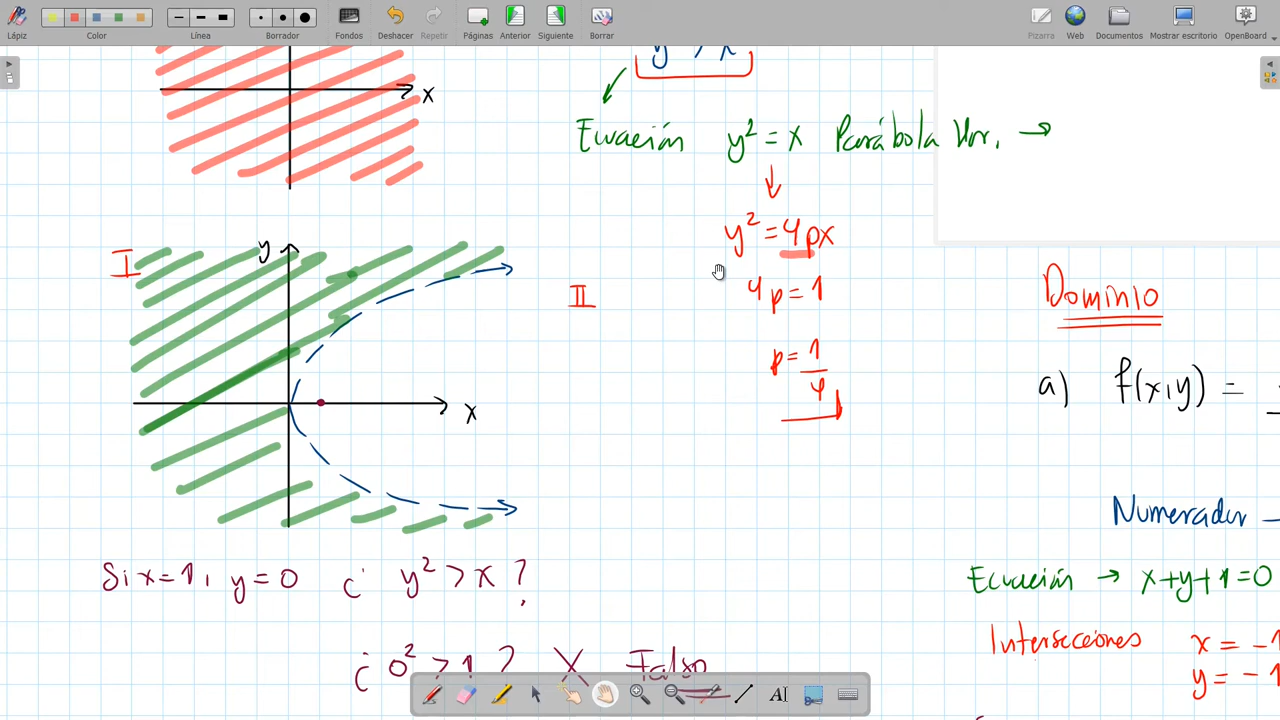 Lápiz Color Línea Borrador Fondos Deshacer Repetir Páginas Anterior Siguiente Borrar Pizarra Web Documentos Mostrar escritorio OpenBoard
x
Ecuación y² = x Parábola Hor. →
y² = 4px
4p = 1
p = 1/4
I
y
II
x
Dominio
a) f(x,y) =
Numerador
Ecuación → x+y+1=0
Intersecciones x = -1
y = -1
Si x=1, y=0 ¿ y² > x ?
¿ 0² > 1 ? X Falso